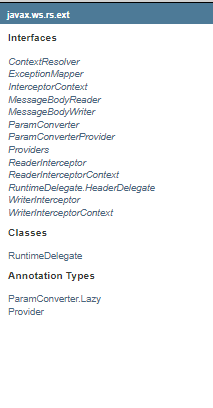 javax.ws.rs.ext
Interfaces
ContextResolver
ExceptionMapper
InterceptorContext
MessageBodyReader
MessageBodyWriter
ParamConverter
ParamConverterProvider
Providers
ReaderInterceptor
ReaderInterceptorContext
RuntimeDelegate.HeaderDelegate
WriterInterceptor
WriterInterceptorContext
Classes
RuntimeDelegate
Annotation Types
ParamConverter.Lazy
Provider